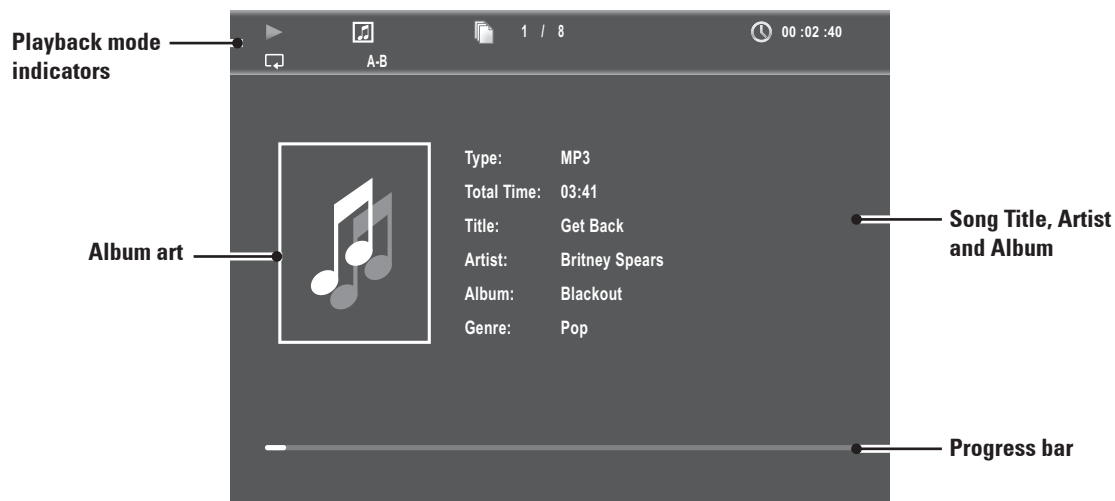 Playback mode
indicators
1 / 8
00 :02 :40
A-B
Album art
Type: MP3
Total Time: 03:41
Title: Get Back
Artist: Britney Spears
Album: Blackout
Genre: Pop
Song Title, Artist
and Album
Progress bar